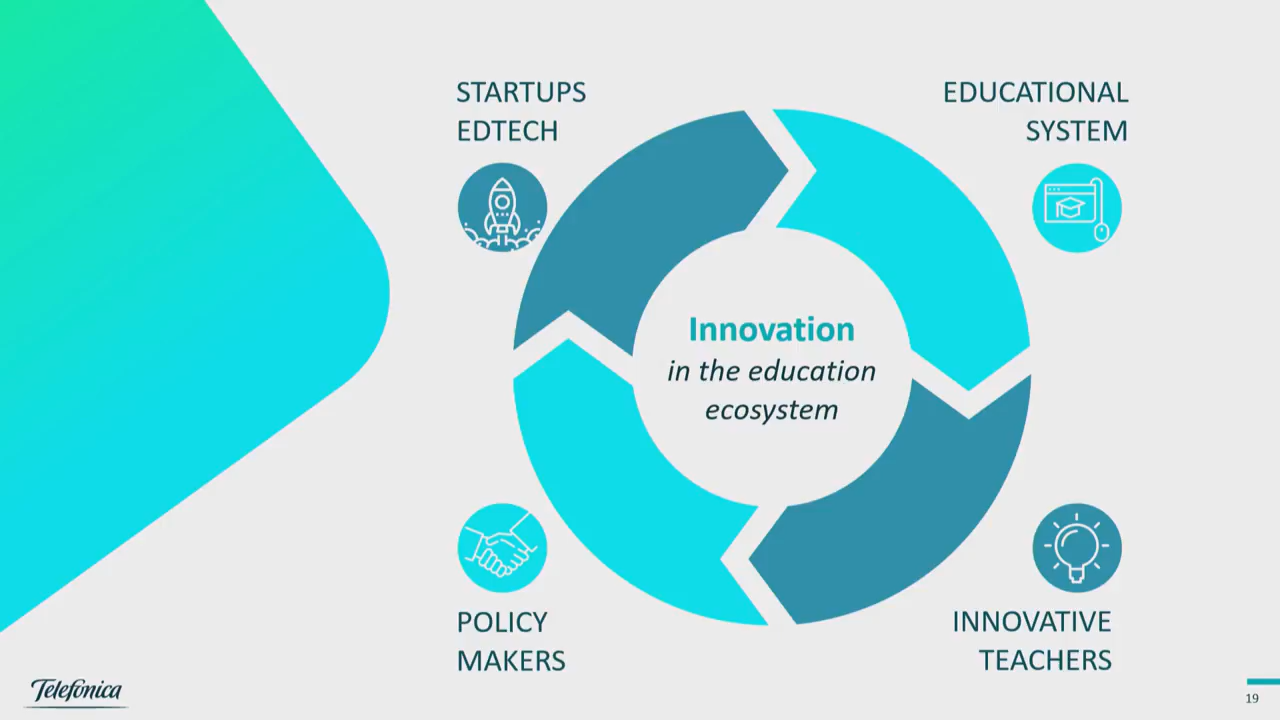 STARTUPS
EDTECH
EDUCATIONAL
SYSTEM
Innovation
in the education
ecosystem
POLICY
MAKERS
INNOVATIVE
TEACHERS
Telefónica
19